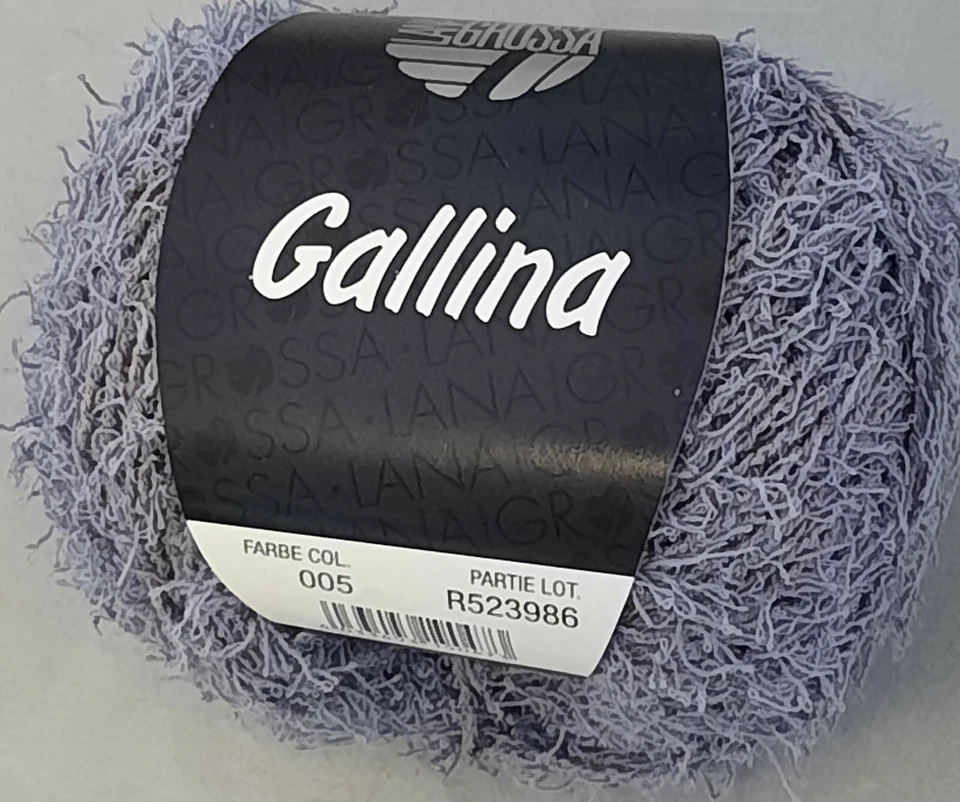 GROSSA
Gallina
FARBE COL.
005
PARTIE LOT.
R523986